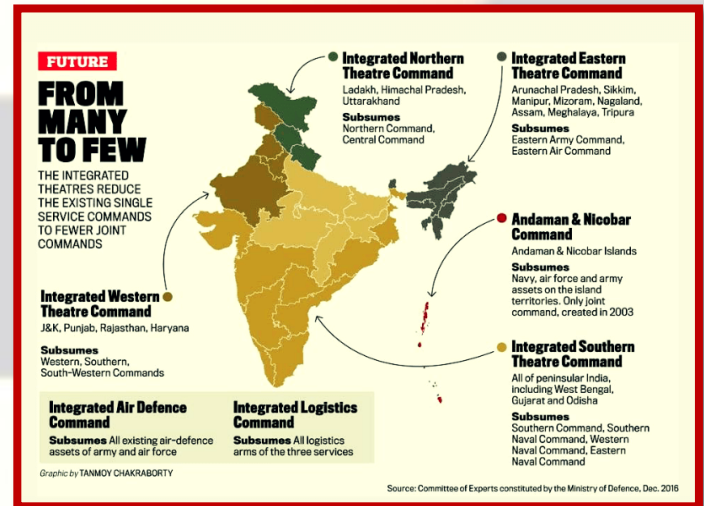 FUTURE
FROM
MANY
TO FEW
THE INTEGRATED
THEATRES REDUCE
THE EXISTING SINGLE
SERVICE COMMANDS
TO FEWER JOINT
COMMANDS
Integrated Northern
Theatre Command
Ladakh, Himachal Pradesh,
Uttarakhand
Subsumes
Northern Command,
Central Command
Integrated Eastern
Theatre Command
Arunachal Pradesh, Sikkim,
Manipur, Mizoram, Nagaland,
Assam, Meghalaya, Tripura
Subsumes
Eastern Army Command,
Eastern Air Command
Andaman & Nicobar
Command
Andaman & Nicobar Islands
Subsumes
Navy, air force and army
assets on the island
territories. Only joint
command, created in 2003
Integrated Western
Theatre Command
J&K, Punjab, Rajasthan, Haryana
Subsumes
Western, Southern,
South-Western Commands
Integrated Southern
Theatre Command
All of peninsular India,
including West Bengal,
Gujarat and Odisha
Subsumes
Southern Command, Southern
Naval Command, Western
Naval Command, Eastern
Naval Command
Integrated Air Defence
Command
Subsumes All existing air-defence
assets of army and air force
Integrated Logistics
Command
Subsumes All logistics
arms of the three services
Graphic by TANMOY CHAKRABORTY
Source: Committee of Experts constituted by the Ministry of Defence, Dec. 2016